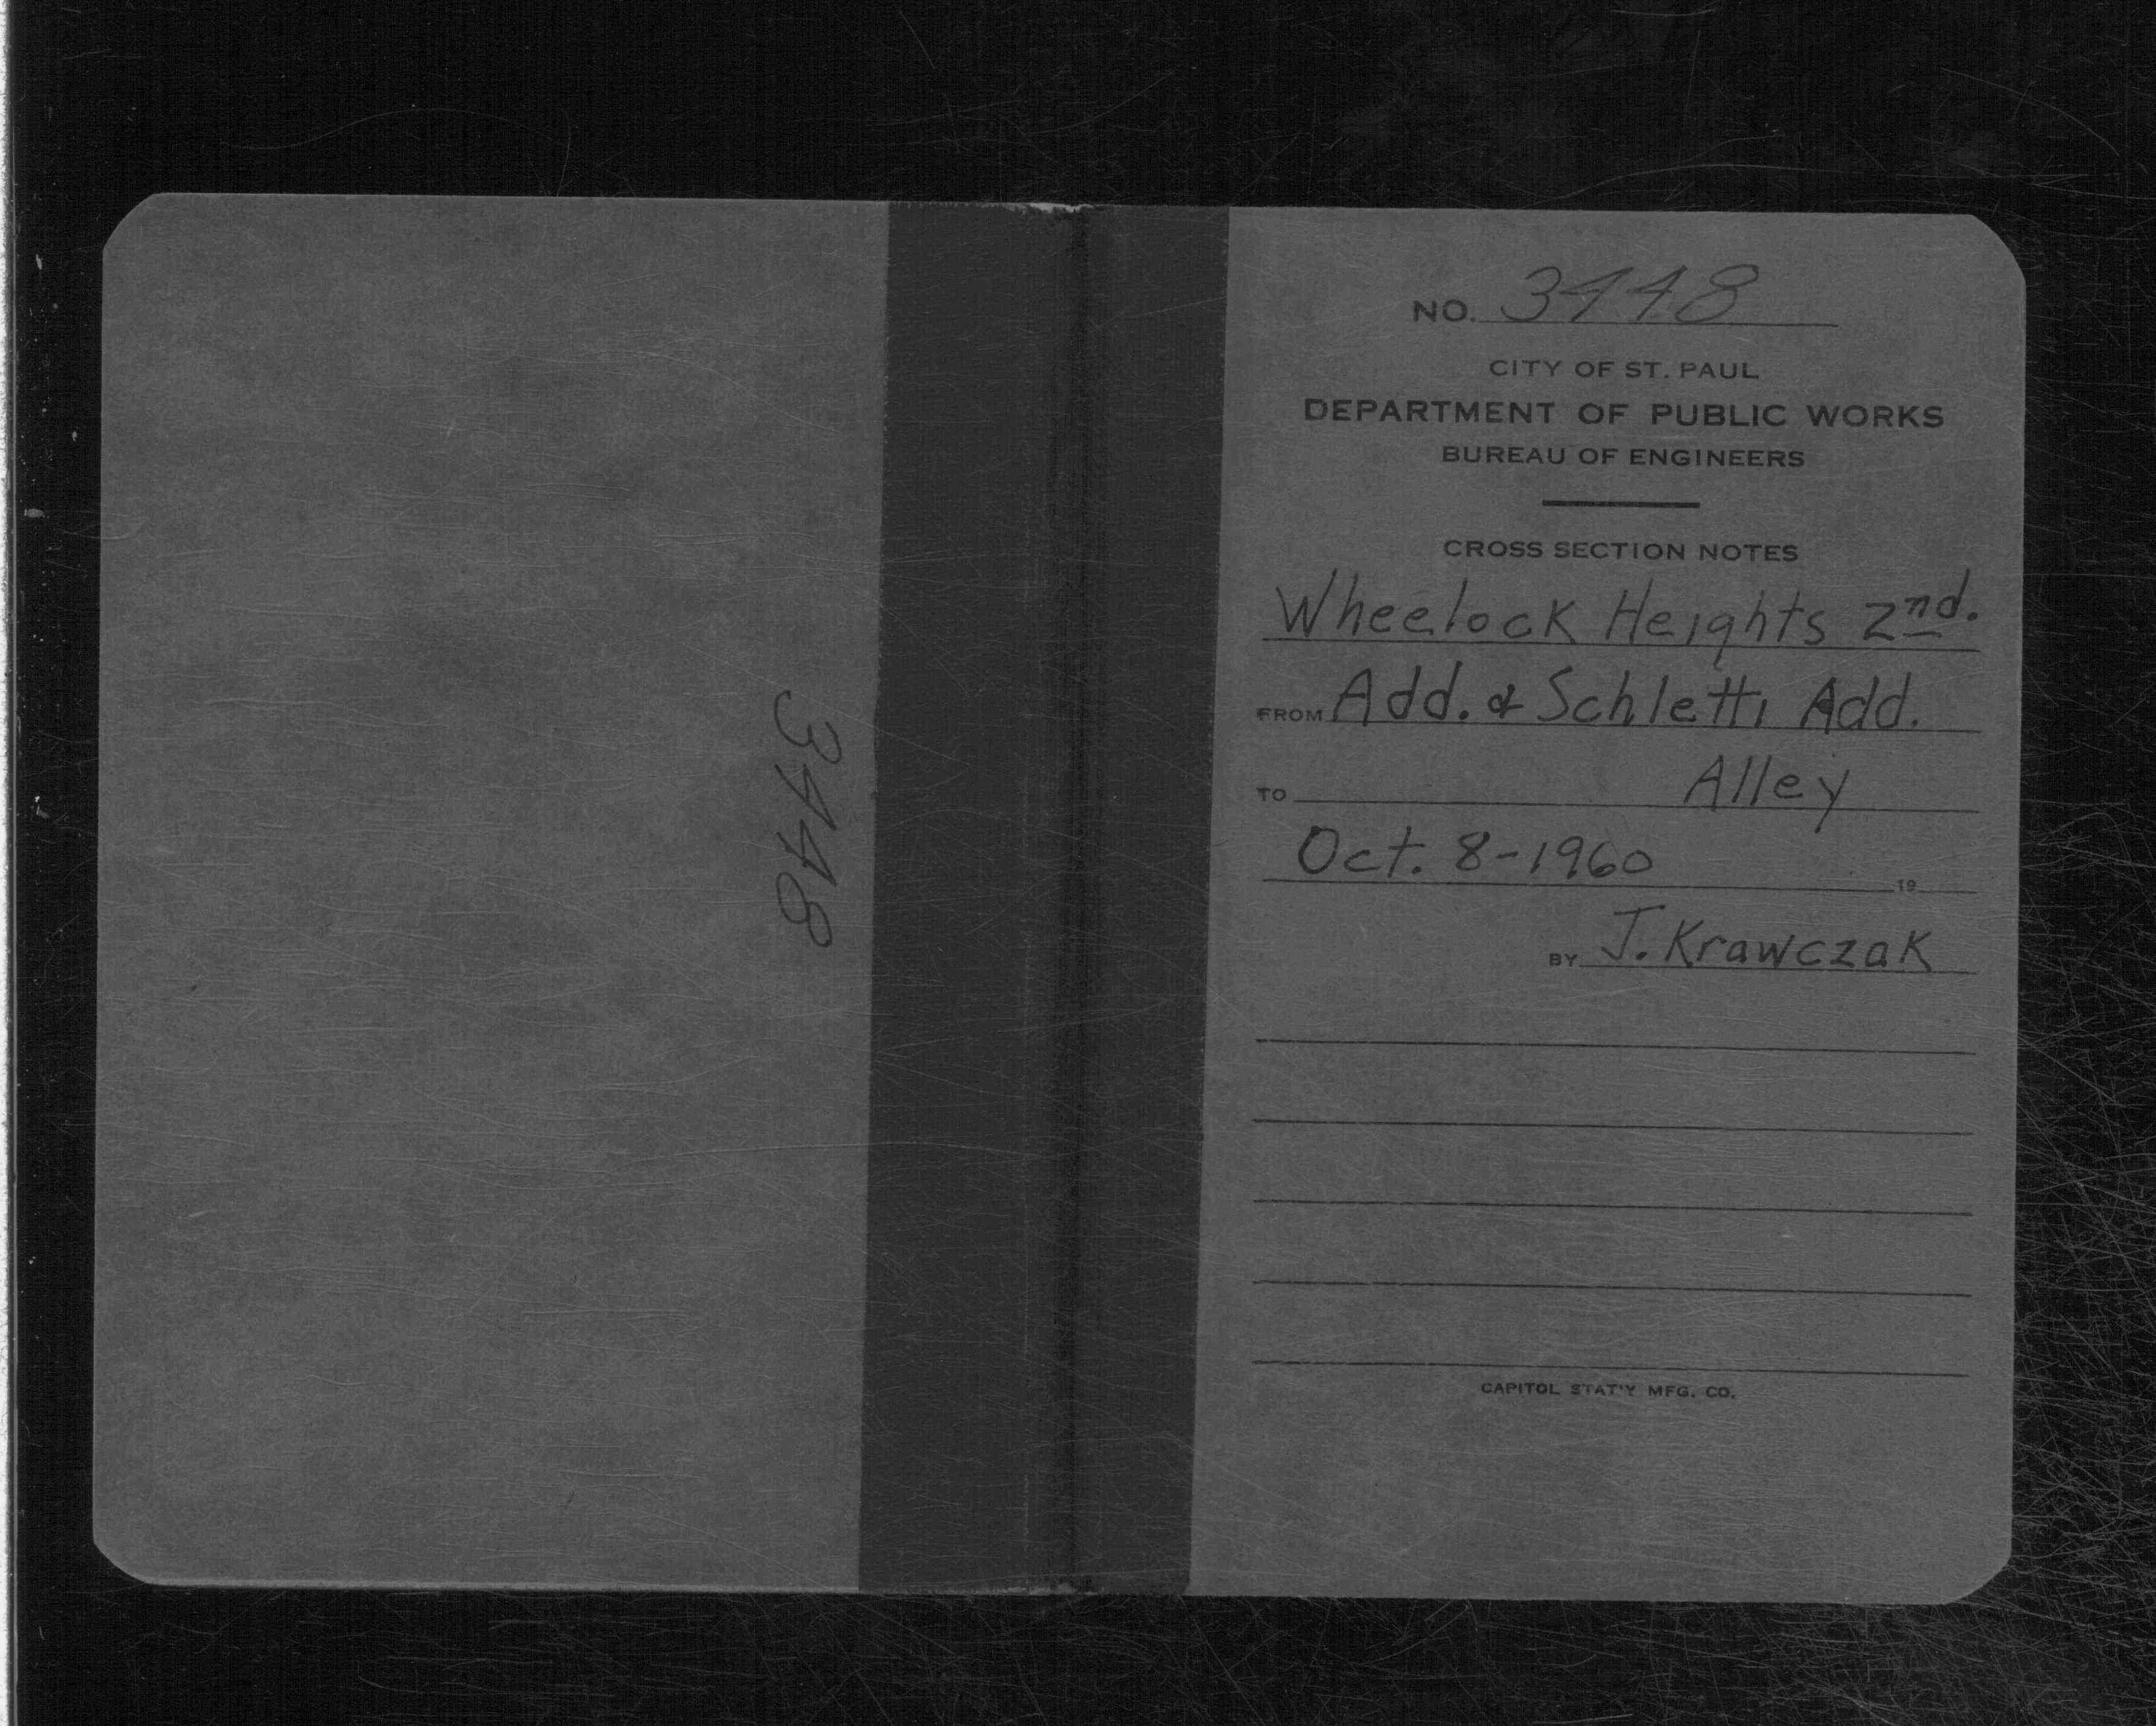 3448
NO. 3448
CITY OF ST. PAUL
DEPARTMENT OF PUBLIC WORKS
BUREAU OF ENGINEERS
CROSS SECTION NOTES
Wheelock Heights 2nd.
FROM Add. & Schletti Add.
TO Alley
Oct. 8-1960 19
BY J. Krawczak
CAPITOL STAT'Y MFG. CO.